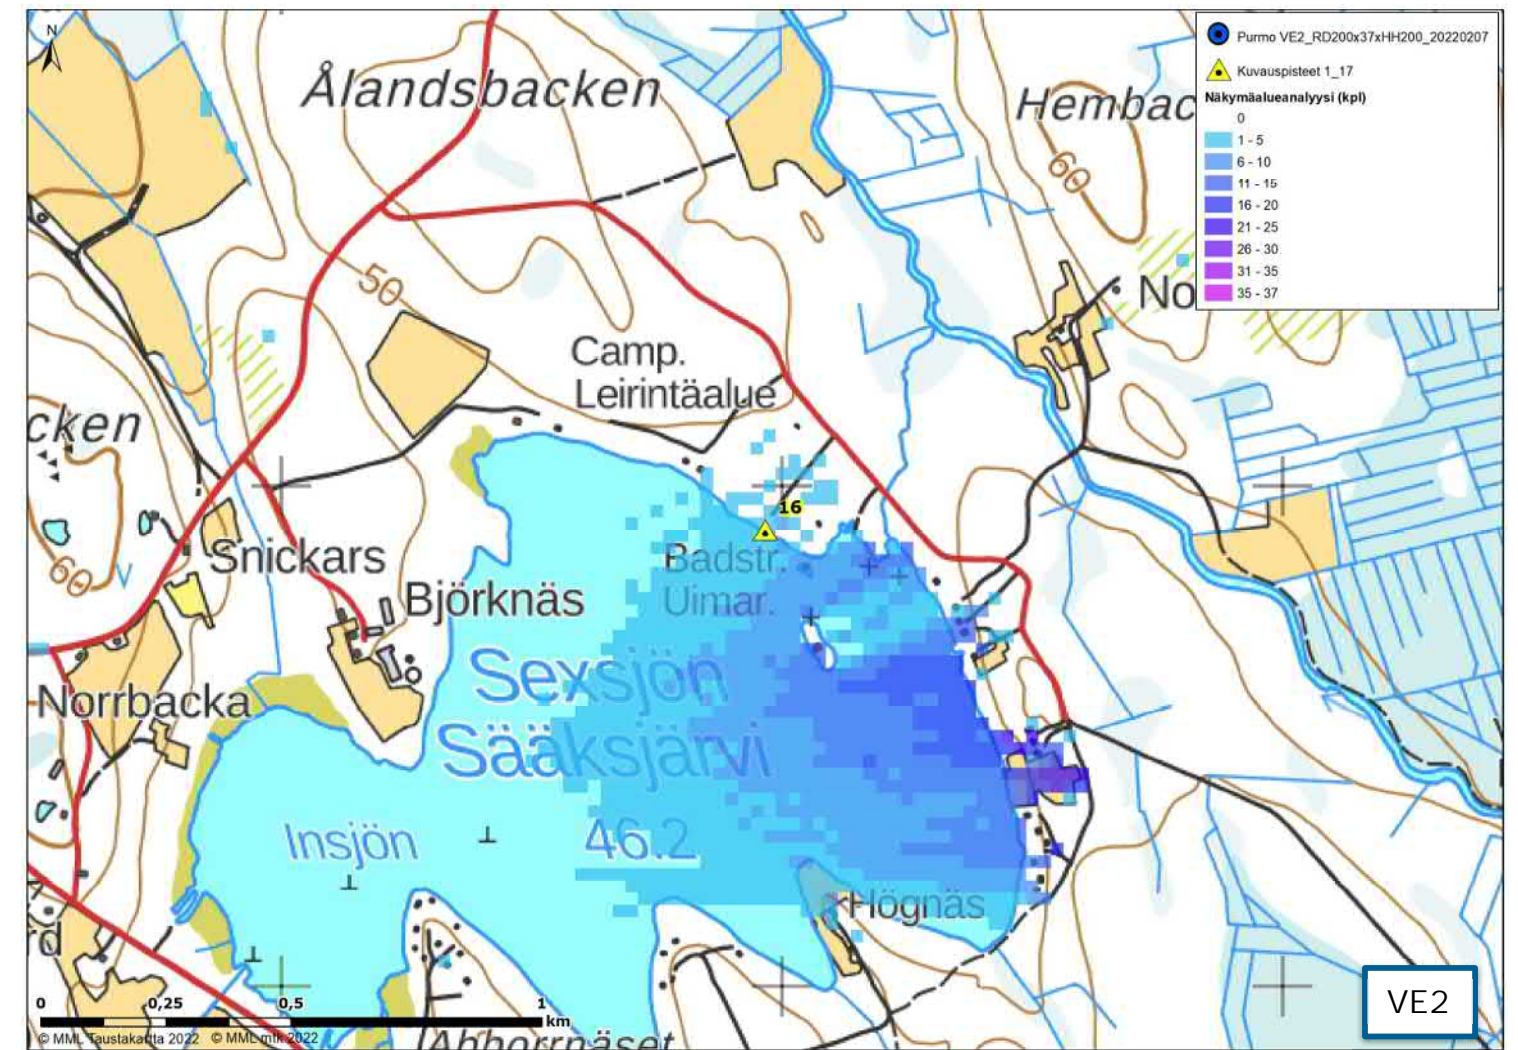 N
Ålandsbacken
Hembac
Purmo VE2_RD200x37xHH200_20220207
Kuvauspisteet 1_17
Näkymäalueanalyysi (kpl)
0
1 - 5
6 - 10
11 - 15
16 - 20
21 - 25
26 - 30
31 - 35
35 - 37
60
No
50
Camp.
Leirintäalue
cken
16
60
Snickars
Badstr.
Uimar.
Björknäs
Sexsjön
Sääksjärvi
Norrbacka
Insjön
46.2
Högnäs
rd
0 0,25 0,5 1
km
© MML Taustakartta 2022 © MML mtk 2022
Abborrnäset
VE2